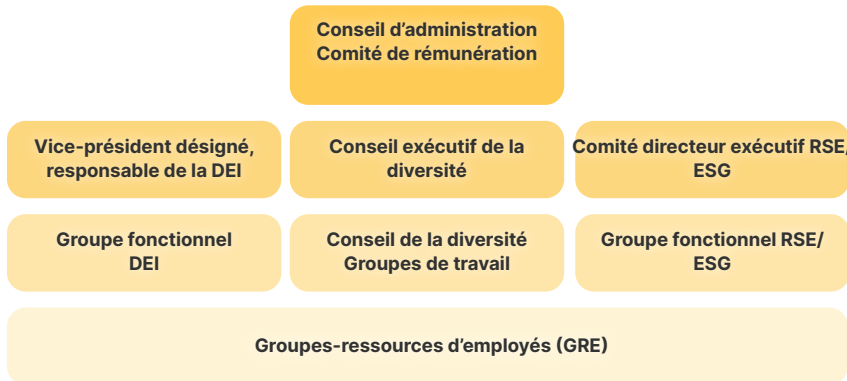 Conseil d’administration
Comité de rémunération
Vice-président désigné,
responsable de la DEI
Conseil exécutif de la
diversité
Comité directeur exécutif RSE/
ESG
Groupe fonctionnel
DEI
Conseil de la diversité
Groupes de travail
Groupe fonctionnel RSE/
ESG
Groupes-ressources d’employés (GRE)